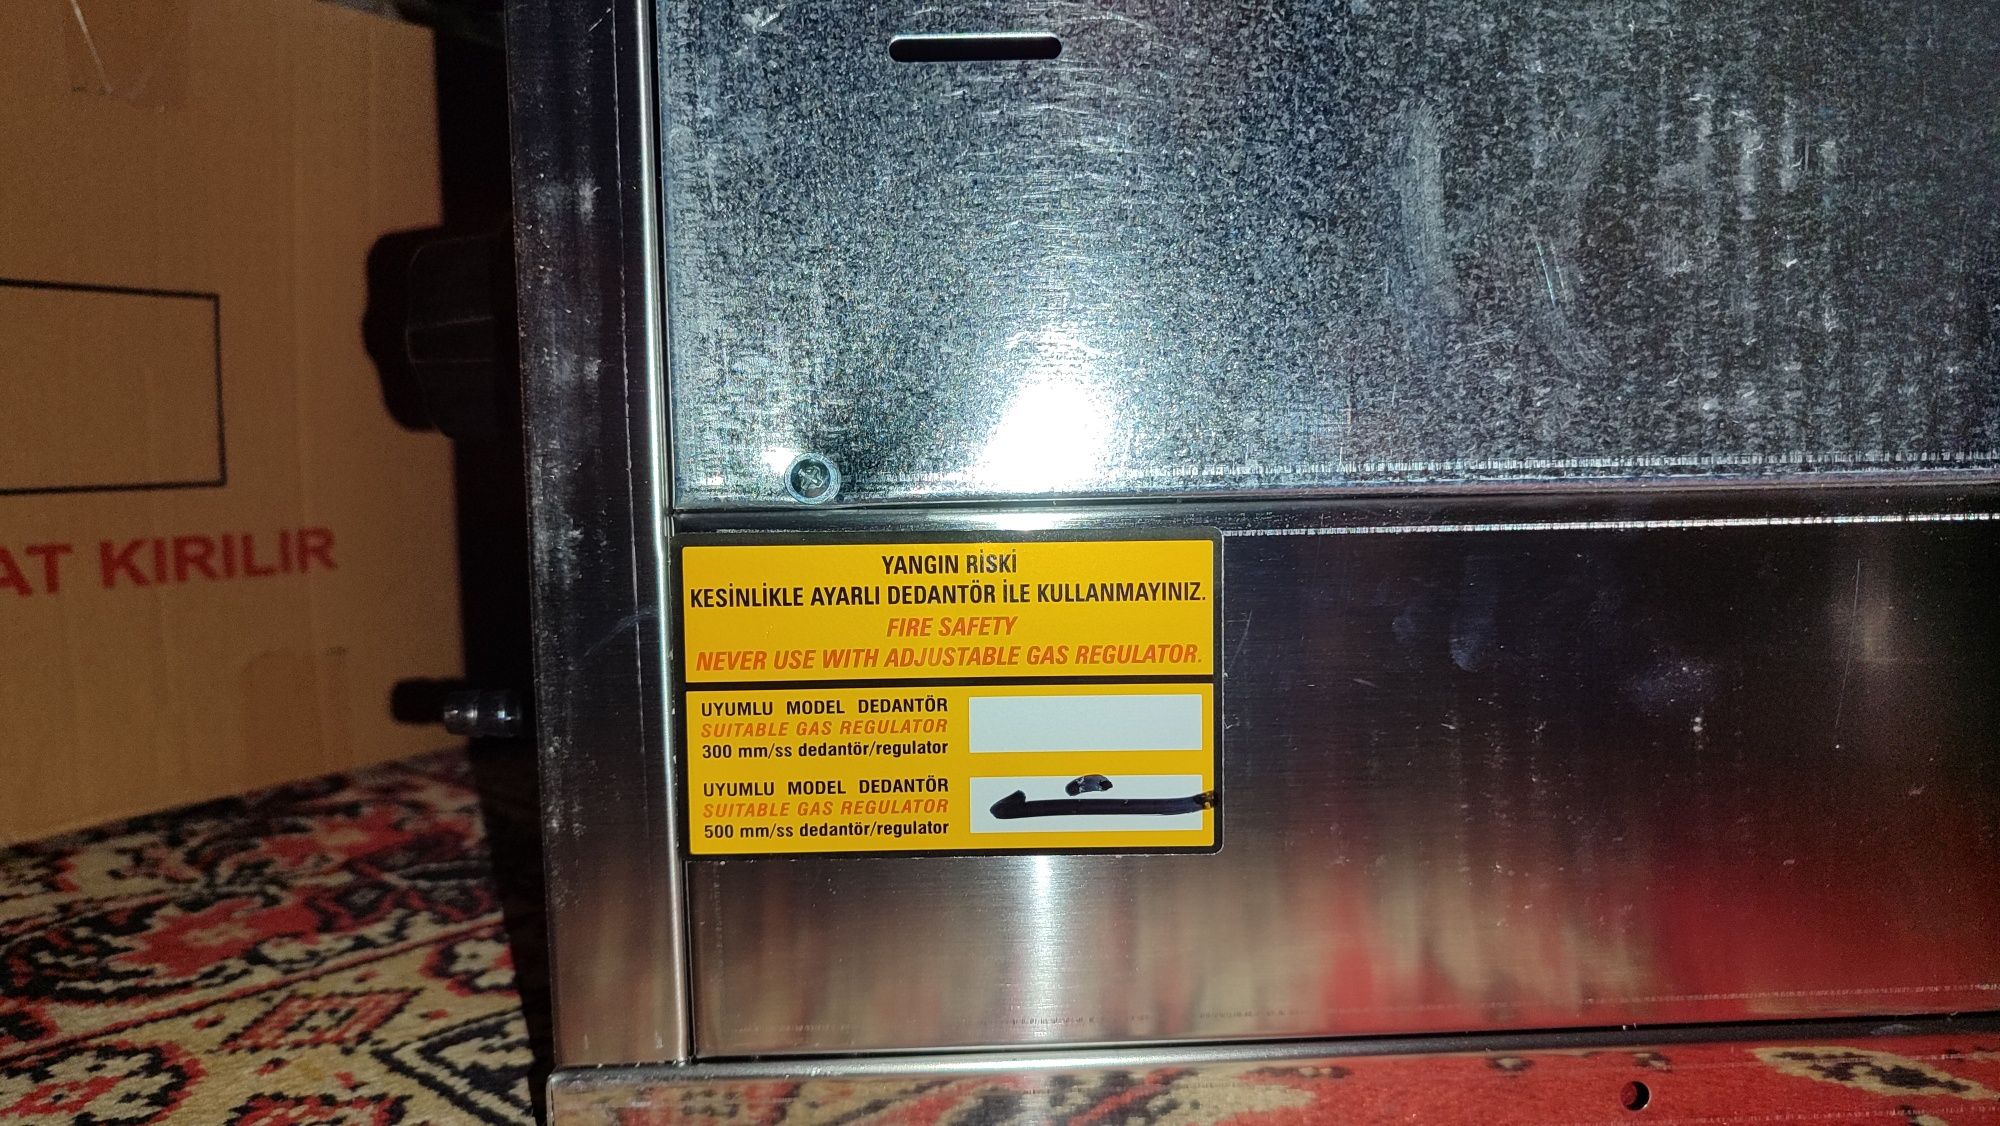 AT KIRILIR
YANGIN RİSKİ
KESİNLİKLE AYARLI DEDANTÖR İLE KULLANMAYINIZ.
FIRE SAFETY
NEVER USE WITH ADJUSTABLE GAS REGULATOR.
UYUMLU MODEL DEDANTÖR
SUITABLE GAS REGULATOR
300 mm/ss dedantör/regulator
UYUMLU MODEL DEDANTÖR
SUITABLE GAS REGULATOR
500 mm/ss dedantör/regulator